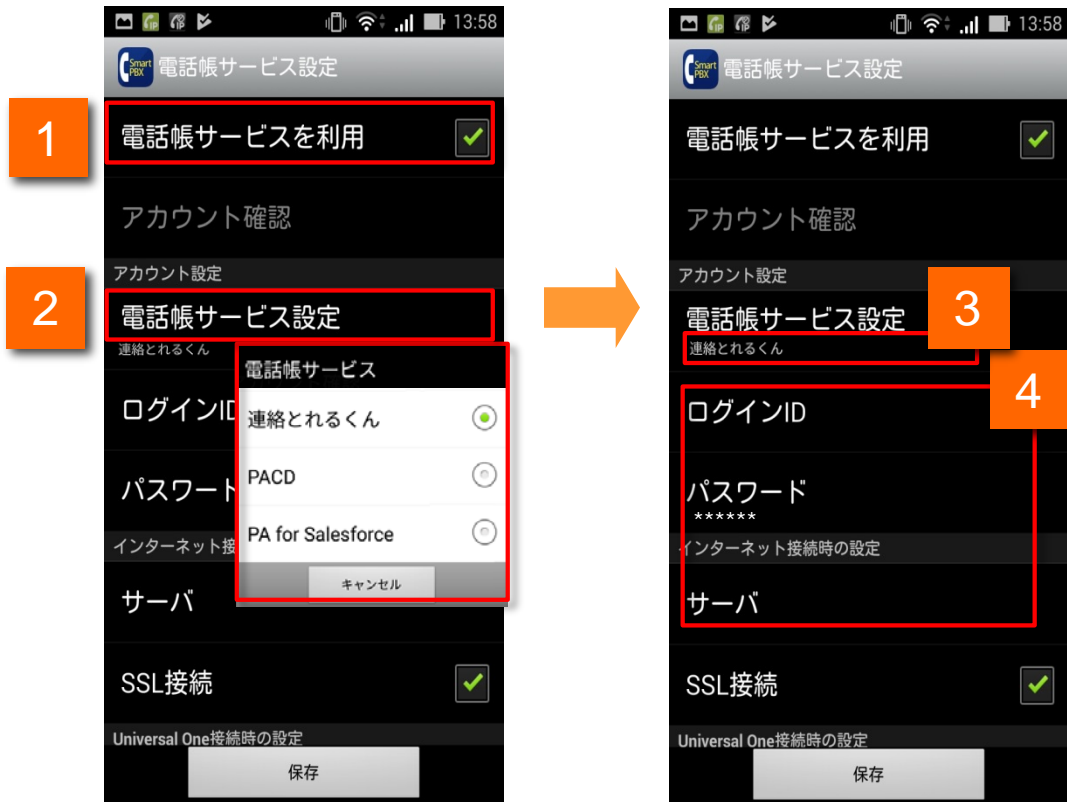 13:58
Smart
PBX
電話帳サービス設定
1
電話帳サービスを利用
アカウント確認
アカウント設定
2
電話帳サービス設定
連絡とれるくん
電話帳サービス
ログインID
連絡とれるくん
パスワード
PACD
インターネット接
PA for Salesforce
キャンセル
サーバ
SSL接続
Universal One接続時の設定
保存
13:58
Smart
PBX
電話帳サービス設定
電話帳サービスを利用
アカウント確認
アカウント設定
3
電話帳サービス設定
連絡とれるくん
4
ログインID
パスワード
******
インターネット接続時の設定
サーバ
SSL接続
Universal One接続時の設定
保存